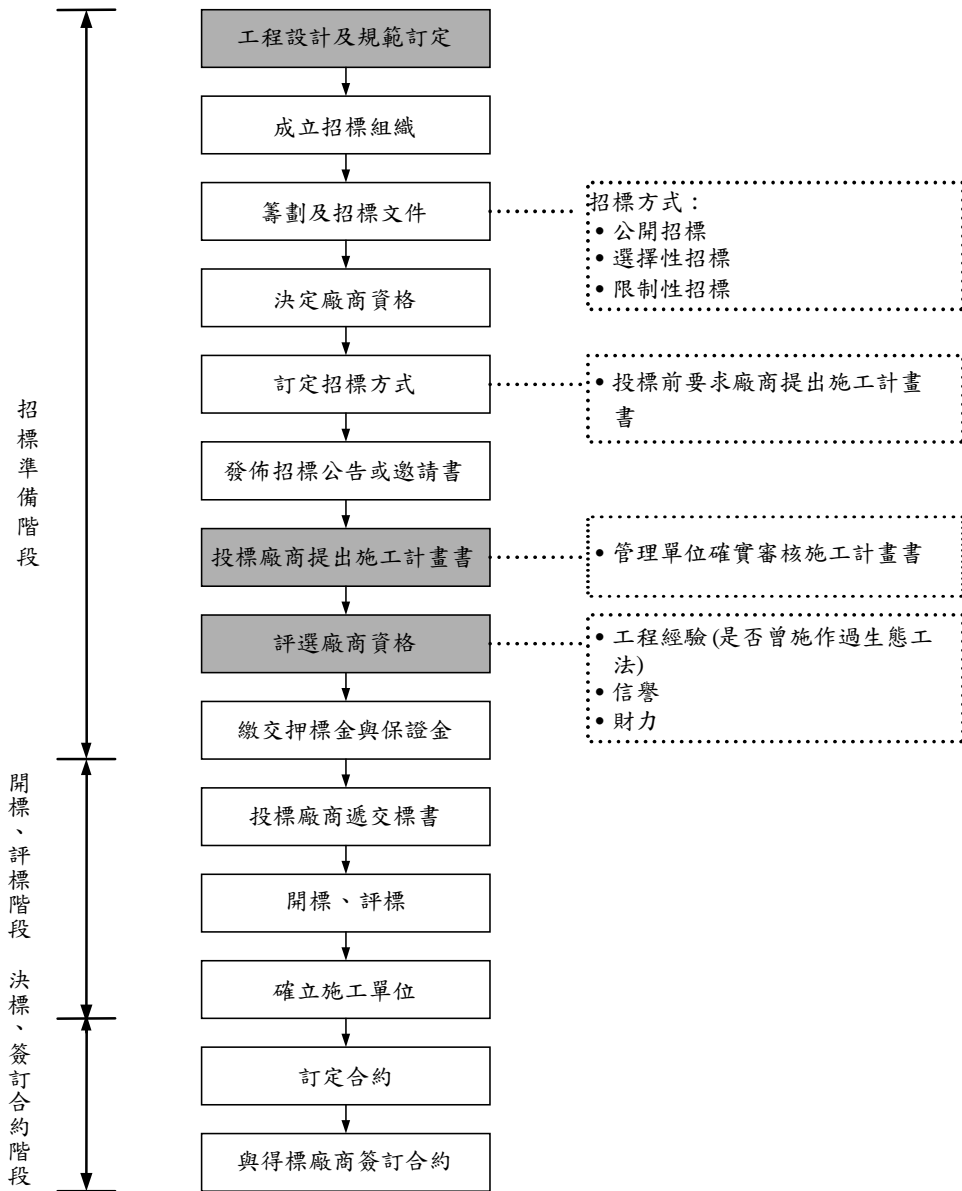 工程設計及規範訂定
成立招標組織
籌劃及招標文件
招標方式：
• 公開招標
• 選擇性招標
• 限制性招標
決定廠商資格
訂定招標方式
• 投標前要求廠商提出施工計畫
書
發佈招標公告或邀請書
投標廠商提出施工計畫書
• 管理單位確實審核施工計畫書
評選廠商資格
• 工程經驗(是否曾施作過生態工
法)
• 信譽
• 財力
繳交押標金與保證金
招標準備階段
投標廠商遞交標書
開標、評標
確立施工單位
開標、評標階段
訂定合約
與得標廠商簽訂合約
決標、簽訂合約階段